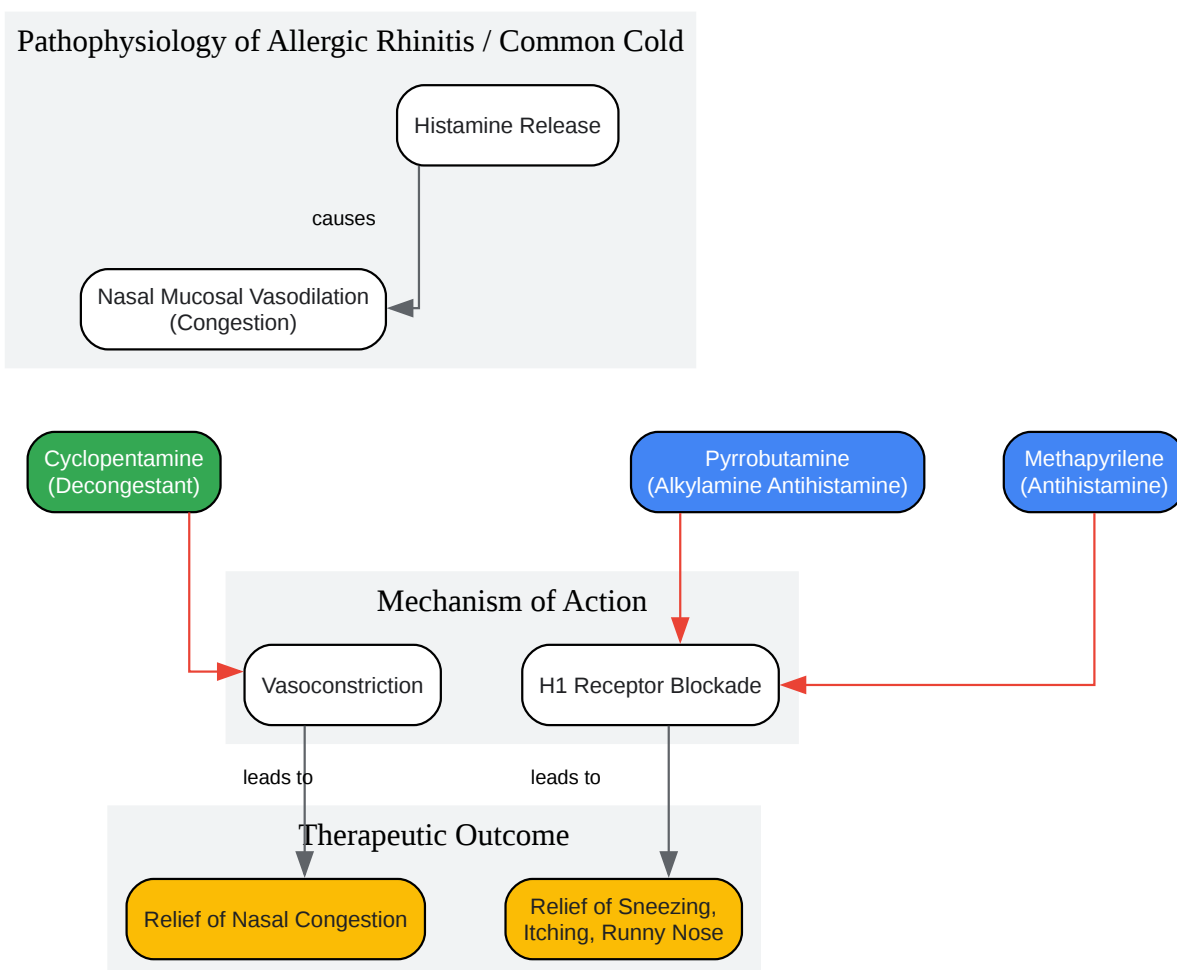 Pathophysiology of Allergic Rhinitis / Common Cold
Histamine Release
causes
Nasal Mucosal Vasodilation
(Congestion)
Cyclopentamine
(Decongestant)
Pyrrobutamine
(Alkylamine Antihistamine)
Methapyrilene
(Antihistamine)
Mechanism of Action
Vasoconstriction
H1 Receptor Blockade
leads to
leads to
Therapeutic Outcome
Relief of Nasal Congestion
Relief of Sneezing,
Itching, Runny Nose